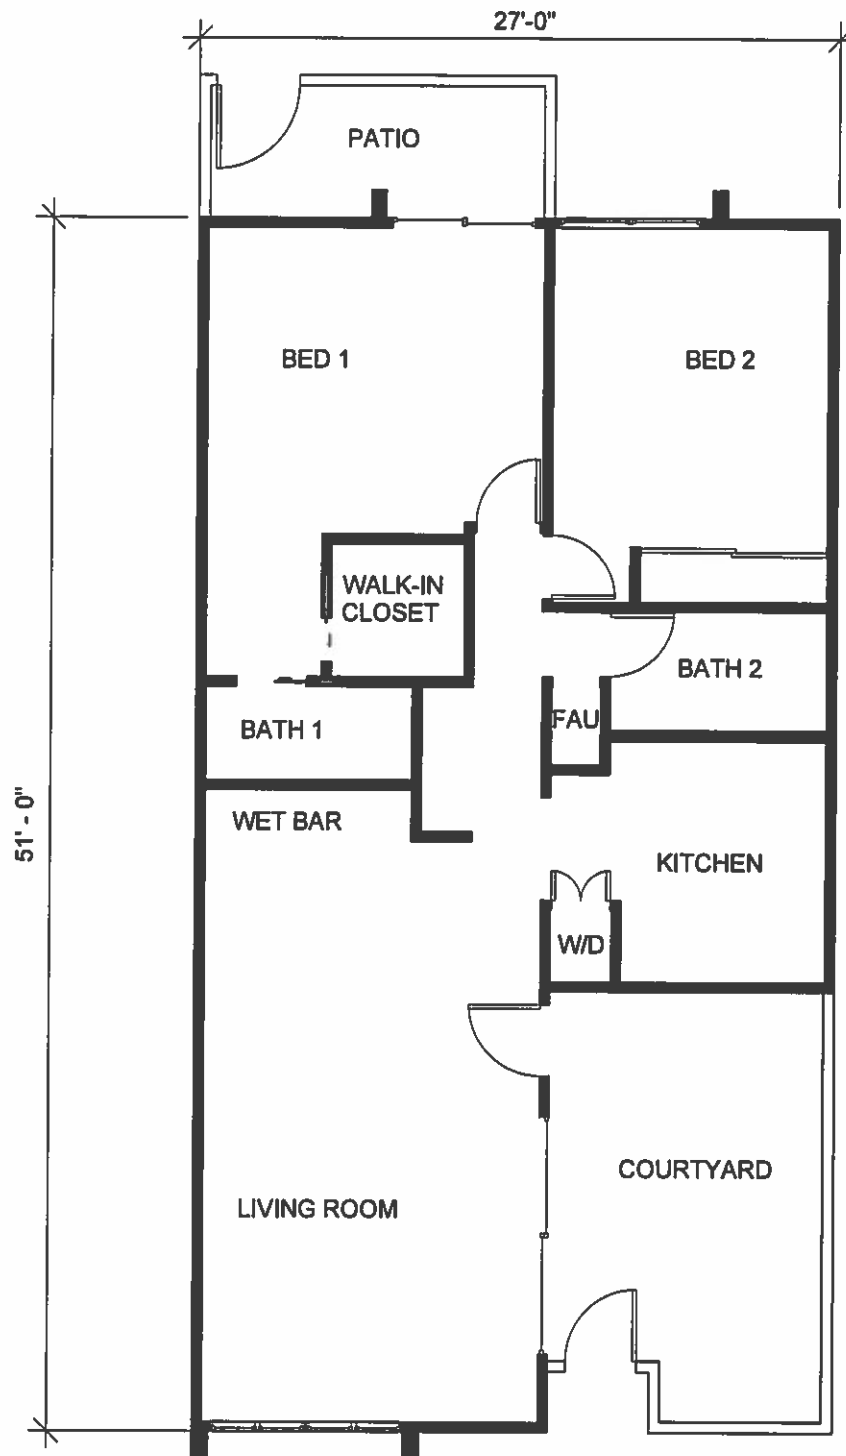 27'-0"
PATIO
BED 1
BED 2
WALK-IN
CLOSET
BATH 2
FAU
BATH 1
51' - 0"
WET BAR
KITCHEN
W/D
COURTYARD
LIVING ROOM